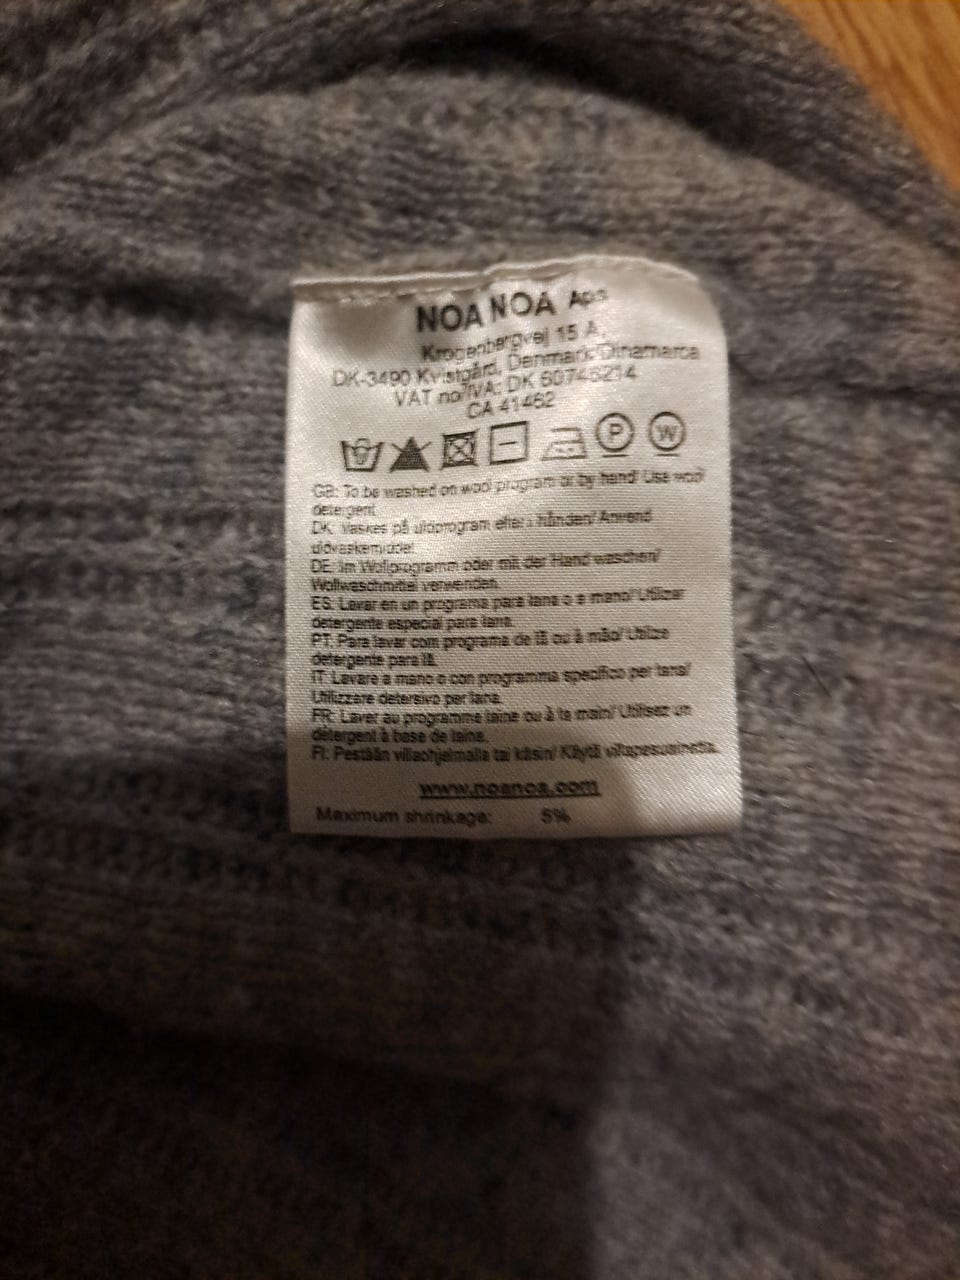 NOA NOA Aps
Krogenbergvej 15 A,
DK-3490 Kvistgård, Denmark/Dinamarca
VAT no/IVA: DK 60746214
CA 41462
P W
GB: To be washed on wool program or by hand/ Use wool
detergent.
DK: Vaskes på uldprogram eller i hånden/ Anvend
uldvaskemiddel.
DE: Im Wollprogramm oder mit der Hand waschen/
Wollwaschmittel verwenden.
ES: Lavar en un programa para lana o a mano/ Utilizar
detergente especial para lana.
PT: Para lavar com programa de lã ou à mão/ Utilize
detergente para lã.
IT: Lavare a mano o con programma specifico per lana/
Utilizzare detersivo per lana.
FR: Laver au programme laine ou à la main/ Utilisez un
détergent à base de laine.
FI: Pestään villaohjelmalla tai käsin/ Käytä villapesuainetta.
www.noanoa.com
Maximum shrinkage: 5%